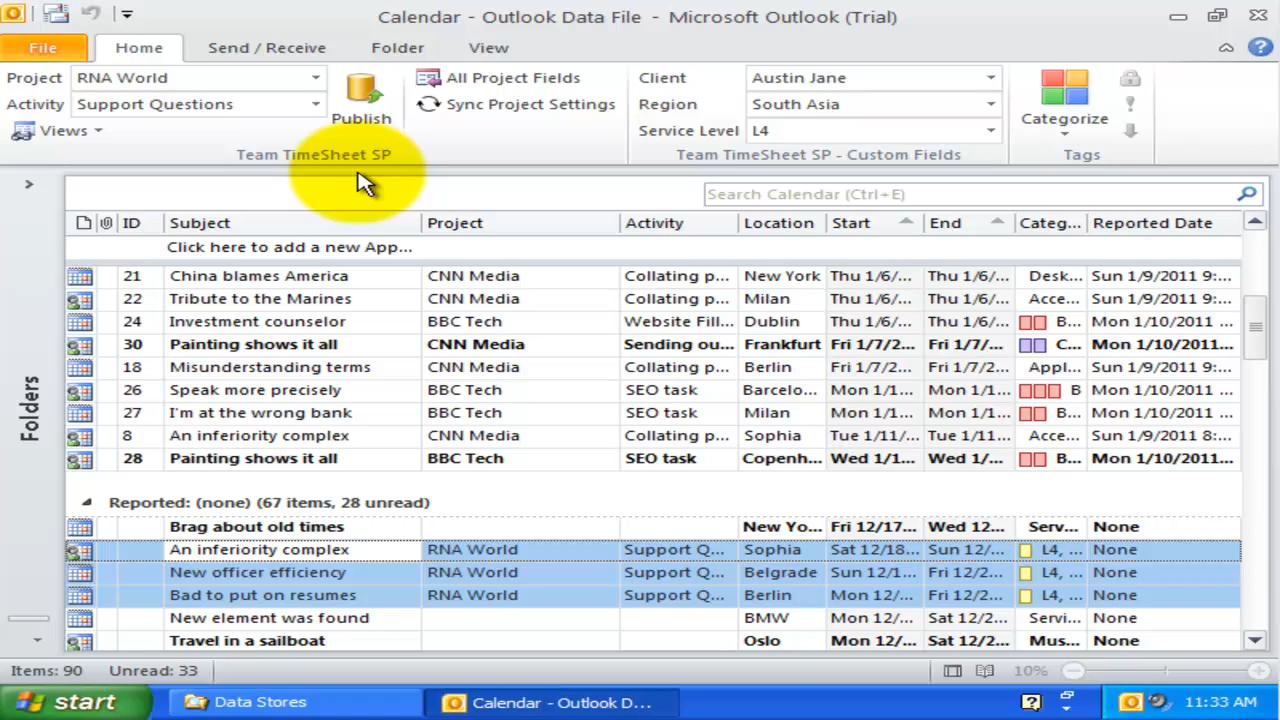 Calendar - Outlook Data File - Microsoft Outlook (Trial)
File Home Send / Receive Folder View
Project RNA World
Activity Support Questions
Views
Publish
All Project Fields
Sync Project Settings
Team TimeSheet SP
Client Austin Jane
Region South Asia
Service Level L4
Team TimeSheet SP - Custom Fields
Categorize
Tags
Search Calendar (Ctrl+E)
Folders
ID Subject Project Activity Location Start End Categ... Reported Date
Click here to add a new App...
21 China blames America CNN Media Collating p... New York Thu 1/6/... Thu 1/6/... Desk... Sun 1/9/2011 9:...
22 Tribute to the Marines CNN Media Collating p... Milan Thu 1/6/... Thu 1/6/... Acce... Sun 1/9/2011 9:...
24 Investment counselor BBC Tech Website Fill... Dublin Thu 1/6/... Thu 1/6/... B... Mon 1/10/2011 ...
30 Painting shows it all CNN Media Sending ou... Frankfurt Fri 1/7/2... Fri 1/7/... C... Mon 1/10/2011...
18 Misunderstanding terms BBC Tech Collating p... Berlin Fri 1/7/2... Fri 1/7/... Appl... Sun 1/9/2011 9:...
26 Speak more precisely BBC Tech SEO task Barcelo... Mon 1/1... Mon 1/1... B Mon 1/10/2011 ...
27 I'm at the wrong bank BBC Tech SEO task Milan Mon 1/1... Mon 1/1... B... Mon 1/10/2011 ...
8 An inferiority complex CNN Media Collating p... Sophia Tue 1/11/... Tue 1/11... Acce... Sun 1/9/2011 8:...
28 Painting shows it all BBC Tech SEO task Copenh... Wed 1/1... Wed 1/1... B... Mon 1/10/2011...
Reported: (none) (67 items, 28 unread)
Brag about old times New Yo... Fri 12/17... Wed 12... Serv... None
An inferiority complex RNA World Support Q... Sophia Sat 12/18... Sun 12/... L4, ... None
New officer efficiency RNA World Support Q... Belgrade Sun 12/1... Fri 12/2... L4, ... None
Bad to put on resumes RNA World Support Q... Berlin Mon 12/... Sat 12/2... L4, ... None
New element was found BMW Mon 12/... Sat 12/2... Servi... None
Travel in a sailboat Oslo Mon 12/... Sat 12/2... Mus... None
Items: 90 Unread: 33 10%
start Data Stores Calendar - Outlook D... 11:33 AM